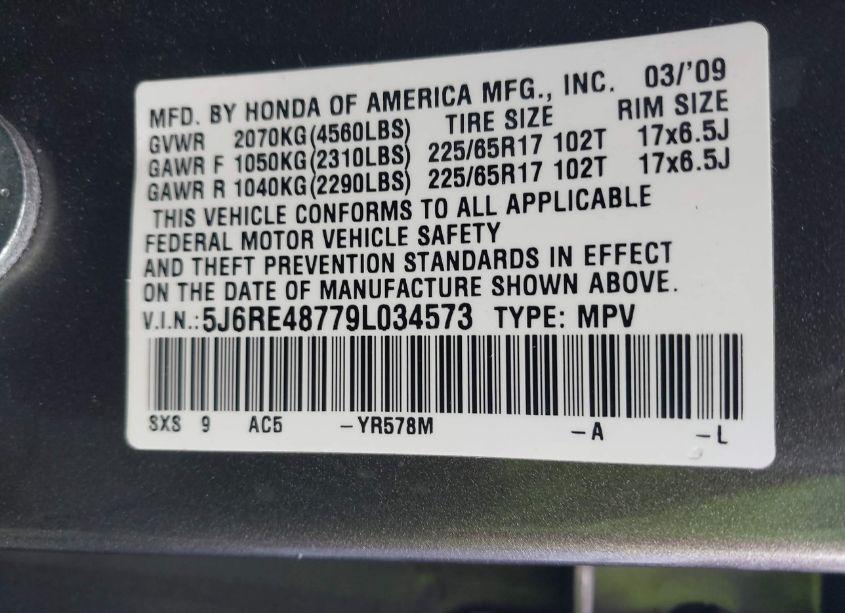 MFD. BY HONDA OF AMERICA MFG., INC. 03/'09
GVWR 2070KG(4560LBS) TIRE SIZE RIM SIZE
GAWR F 1050KG(2310LBS) 225/65R17 102T 17x6.5J
GAWR R 1040KG(2290LBS) 225/65R17 102T 17x6.5J
THIS VEHICLE CONFORMS TO ALL APPLICABLE
FEDERAL MOTOR VEHICLE SAFETY
AND THEFT PREVENTION STANDARDS IN EFFECT
ON THE DATE OF MANUFACTURE SHOWN ABOVE.
V.I.N.:5J6RE48779L034573 TYPE: MPV
SXS 9 AC5 -YR578M -A -L